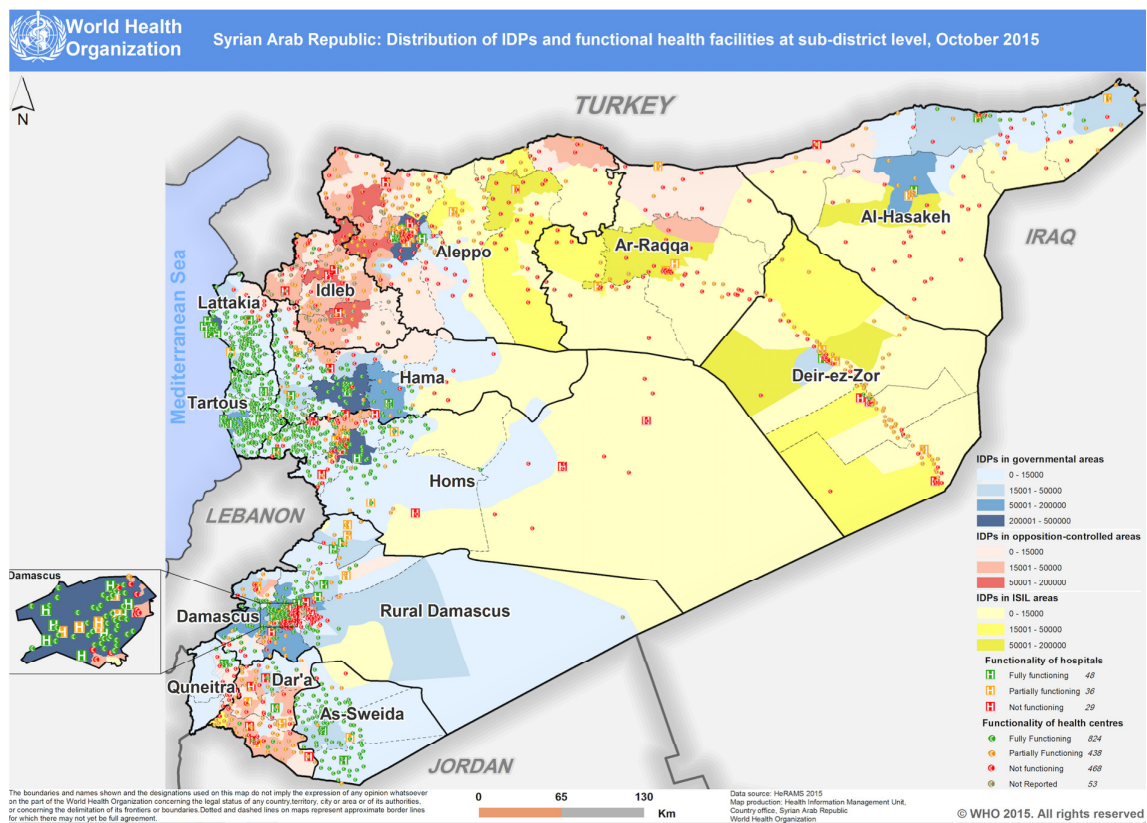 World Health
Organization
Syrian Arab Republic: Distribution of IDPs and functional health facilities at sub-district level, October 2015
N
TURKEY
Al-Hasakeh
IRAQ
Ar-Raqqa
Aleppo
Mediterranean Sea
Lattakia
Idleb
Deir-ez-Zor
Hama
Tartous
Homs
LEBANON
IDPs in governmental areas
0 - 15000
15001 - 50000
50001 - 200000
200001 - 500000
IDPs in opposition-controlled areas
0 - 15000
15001 - 50000
50001 - 200000
IDPs in ISIL areas
0 - 15000
15001 - 50000
50001 - 200000
Functionality of hospitals
H Fully functioning 48
H Partially functioning 36
H Not functioning 29
Functionality of health centres
Fully Functioning 824
Partially Functioning 438
Not functioning 468
Not Reported 53
Damascus
Damascus
Rural Damascus
Quneitra
Dar'a
As-Sweida
JORDAN
The boundaries and names shown and the designations used on this map do not imply the expression of any opinion whatsoever
on the part of the World Health Organization concerning the legal status of any country,territory, city or area or of its authorities,
or concerning the delimitation of its frontiers or boundaries.Dotted and dashed lines on maps represent approximate border lines
for which there may not yet be full agreement.
0 65 130
Km
Data source: HeRAMS 2015
Map production: Health Information Management Unit,
Country office, Syrian Arab Republic
World Health Organization
© WHO 2015. All rights reserved